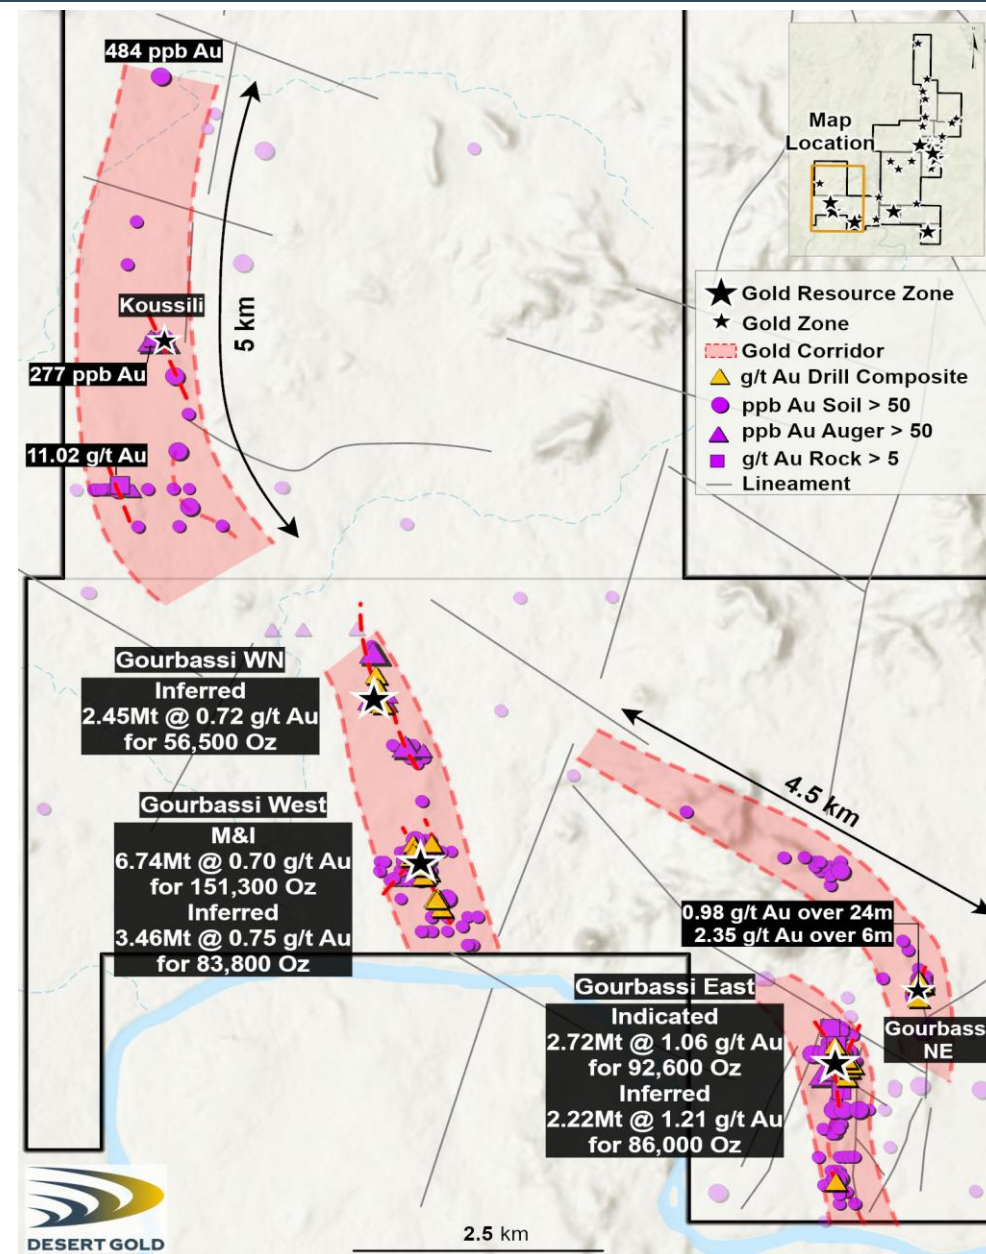 484 ppb Au
Map
Location
5 km
Koussili
277 ppb Au
11.02 g/t Au
Gold Resource Zone
Gold Zone
Gold Corridor
g/t Au Drill Composite
ppb Au Soil > 50
ppb Au Auger > 50
g/t Au Rock > 5
Lineament
Gourbassi WN
Inferred
2.45Mt @ 0.72 g/t Au
for 56,500 Oz
Gourbassi West
M&I
6.74Mt @ 0.70 g/t Au
for 151,300 Oz
Inferred
3.46Mt @ 0.75 g/t Au
for 83,800 Oz
4.5 km
0.98 g/t Au over 24m
2.35 g/t Au over 6m
Gourbassi East
Indicated
2.72Mt @ 1.06 g/t Au
for 92,600 Oz
Inferred
2.22Mt @ 1.21 g/t Au
for 86,000 Oz
Gourbass
NE
DESERT GOLD
2.5 km